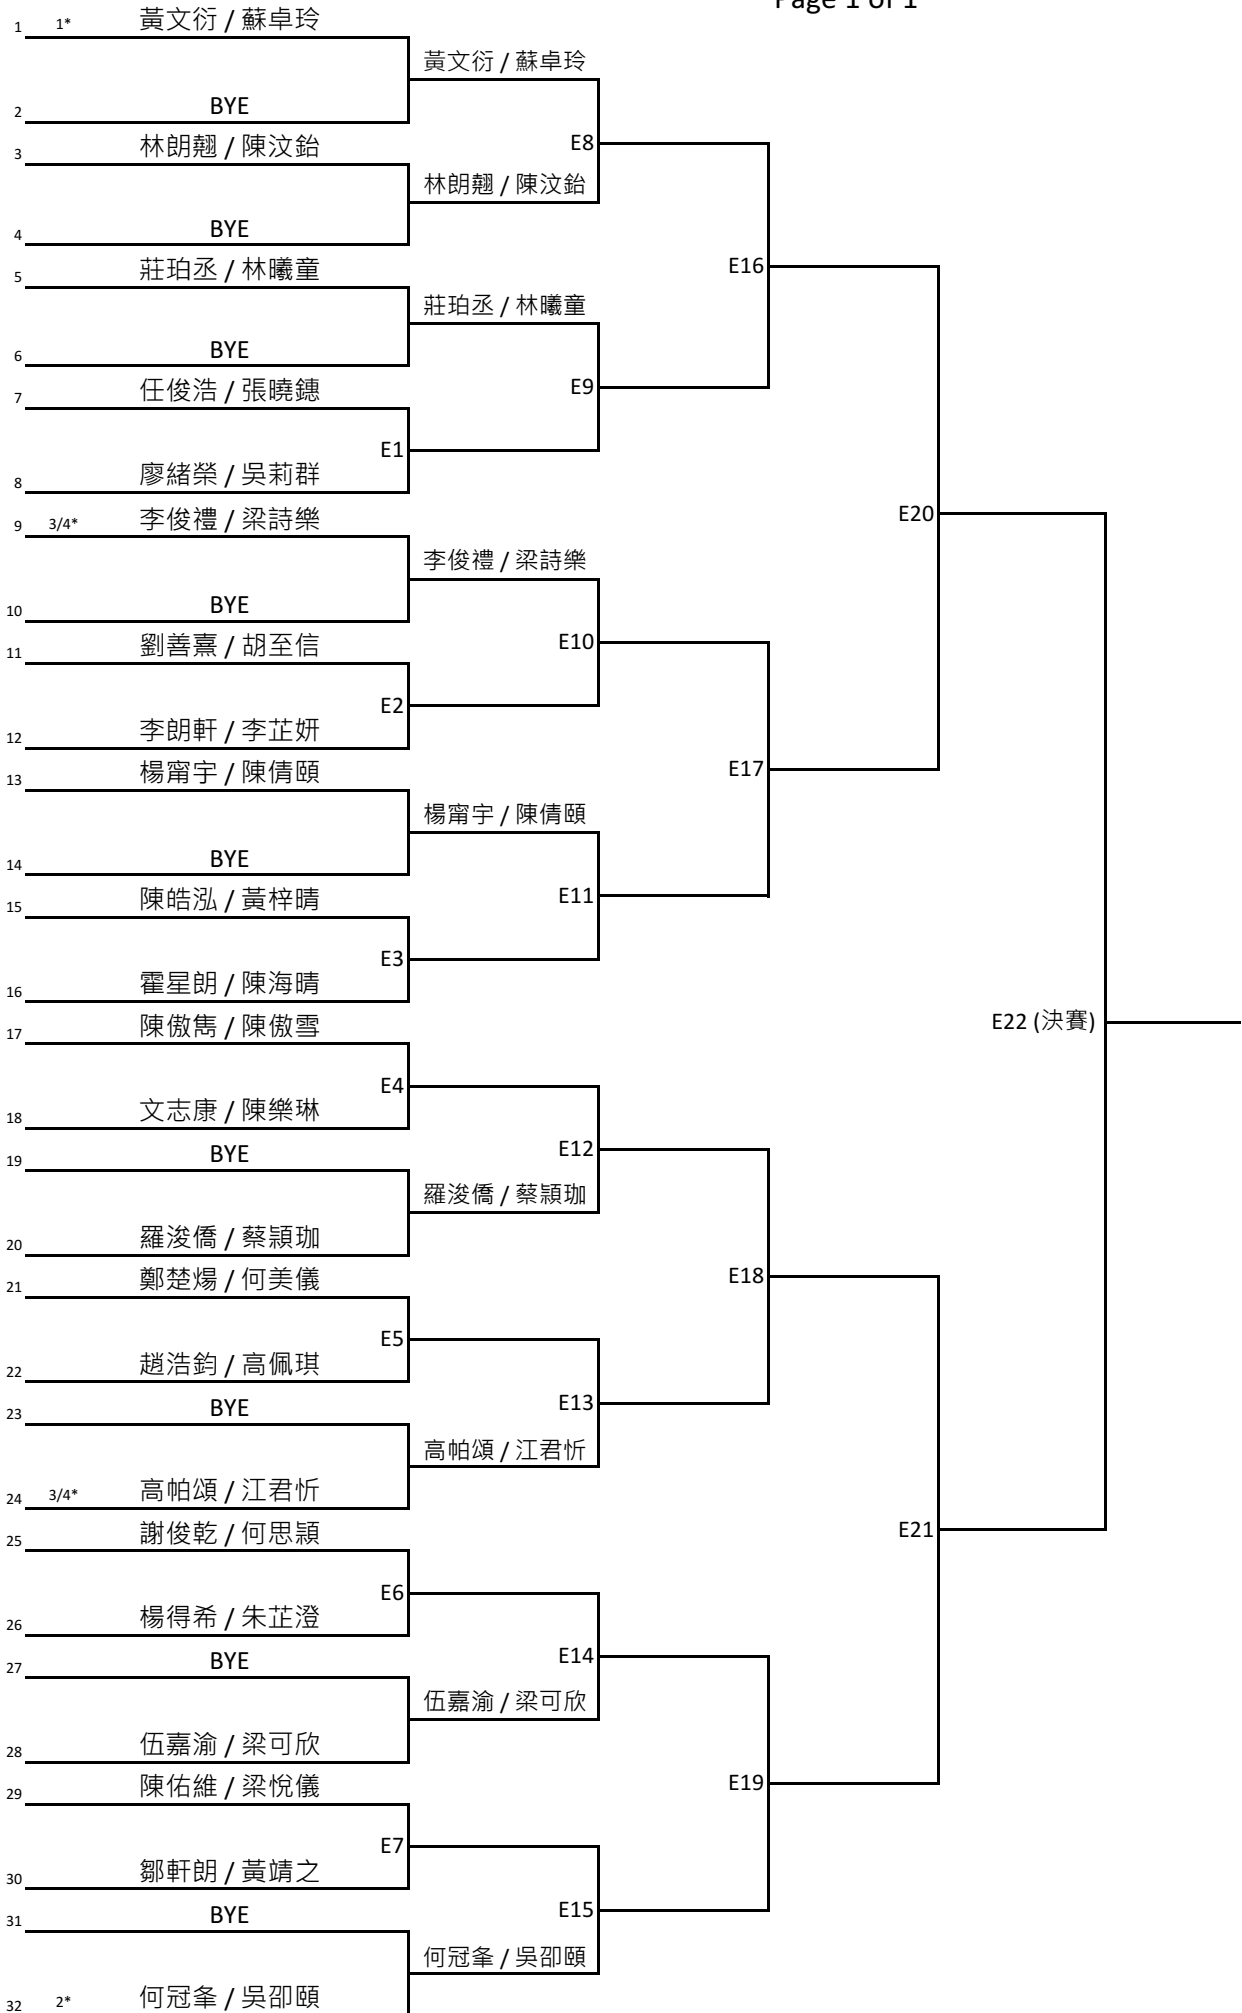 Page 1 of 1
1 1* 黃文衍 / 蘇卓玲
黃文衍 / 蘇卓玲
2 BYE
3 林朗翹 / 陳汶鈶
E8
林朗翹 / 陳汶鈶
4 BYE
5 莊珀丞 / 林曦童
E16
莊珀丞 / 林曦童
6 BYE
7 任俊浩 / 張曉鏸
E9
E1
8 廖緒榮 / 吳莉群
9 3/4* 李俊禮 / 梁詩樂
E20
李俊禮 / 梁詩樂
10 BYE
11 劉善熹 / 胡至信
E10
E2
12 李朗軒 / 李芷妍
13 楊甯宇 / 陳倩頤
E17
楊甯宇 / 陳倩頤
14 BYE
15 陳皓泓 / 黃梓晴
E11
E3
16 霍星朗 / 陳海晴
17 陳傲雋 / 陳傲雪
E22 (決賽)
E4
18 文志康 / 陳樂琳
19 BYE
E12
羅浚僑 / 蔡頴珈
20 羅浚僑 / 蔡頴珈
21 鄭楚煬 / 何美儀
E18
E5
22 趙浩鈞 / 高佩琪
23 BYE
E13
高帕頌 / 江君忻
24 3/4* 高帕頌 / 江君忻
25 謝俊乾 / 何思穎
E21
E6
26 楊得希 / 朱芷澄
27 BYE
E14
伍嘉渝 / 梁可欣
28 伍嘉渝 / 梁可欣
29 陳佑維 / 梁悅儀
E19
E7
30 鄒軒朗 / 黃靖之
31 BYE
E15
何冠夆 / 吳卲頤
32 2* 何冠夆 / 吳卲頤